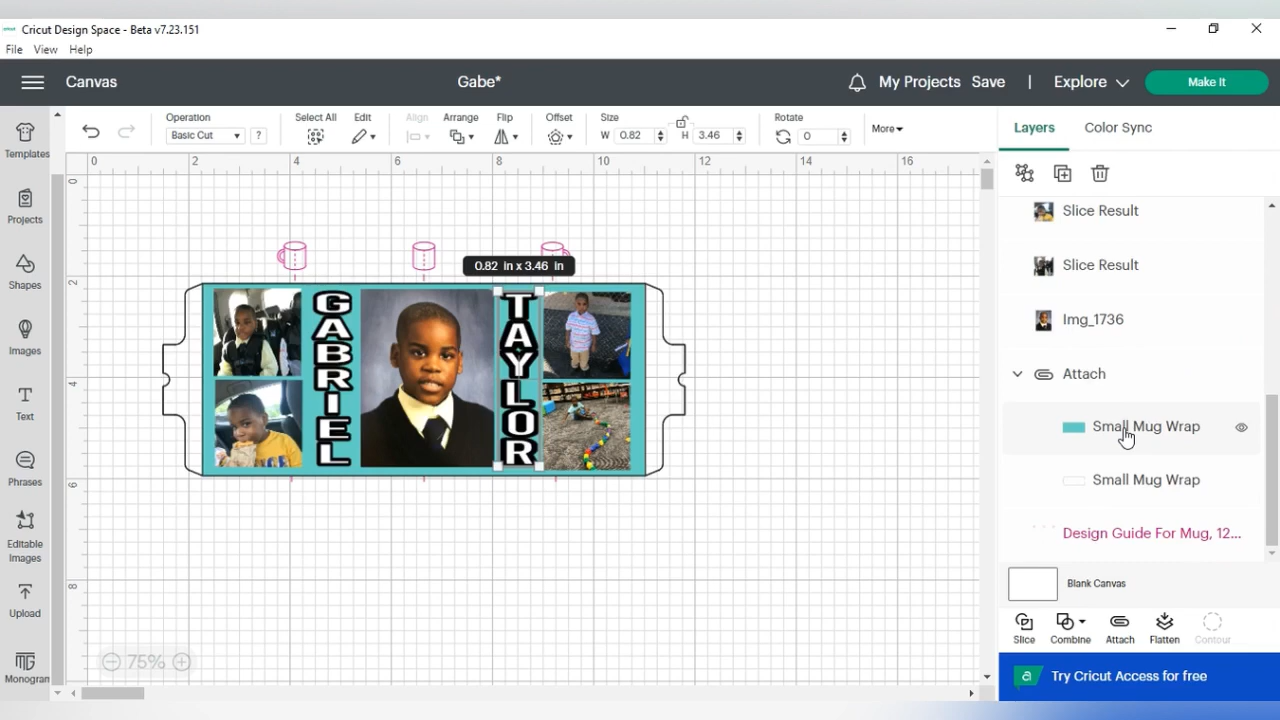 Cricut Design Space - Beta v7.23.151
File View Help
Canvas
Gabe*
My Projects Save | Explore
Make It
Operation
Basic Cut
?
Select All
Edit
Align
Arrange
Flip
Offset
Size
W 0.82
H 3.46
Rotate
0
More
Layers Color Sync
Templates
Projects
Shapes
Images
Text
Phrases
Editable
Images
Upload
Monogram
0 2 4 6 8 10 12 14 16
0
2
4
6
8
0.82 in x 3.46 in
GABRIEL
TAYLOR
75%
Slice Result
Slice Result
Img_1736
Attach
Small Mug Wrap
Small Mug Wrap
Design Guide For Mug, 12...
Blank Canvas
Slice
Combine
Attach
Flatten
Contour
a Try Cricut Access for free